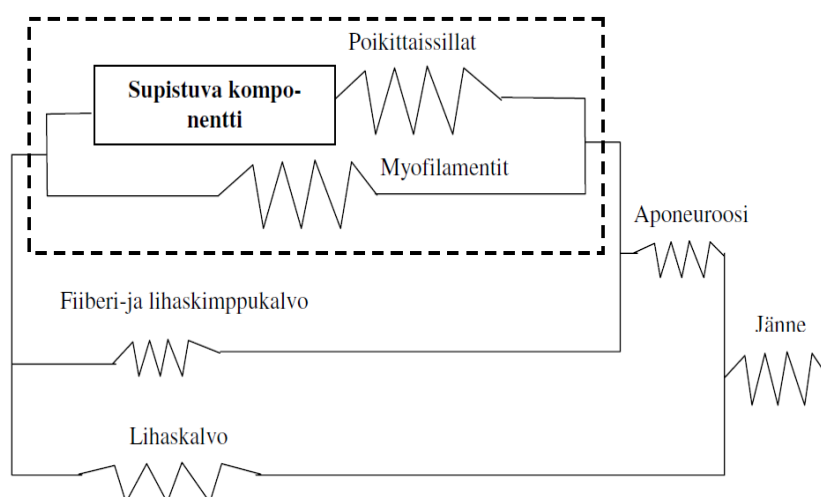 Poikittaissillat
Supistuva kompo-
nentti
Myofilamentit
Aponeuroosi
Fiiberi-ja lihaskimppukalvo
Jänne
Lihaskalvo